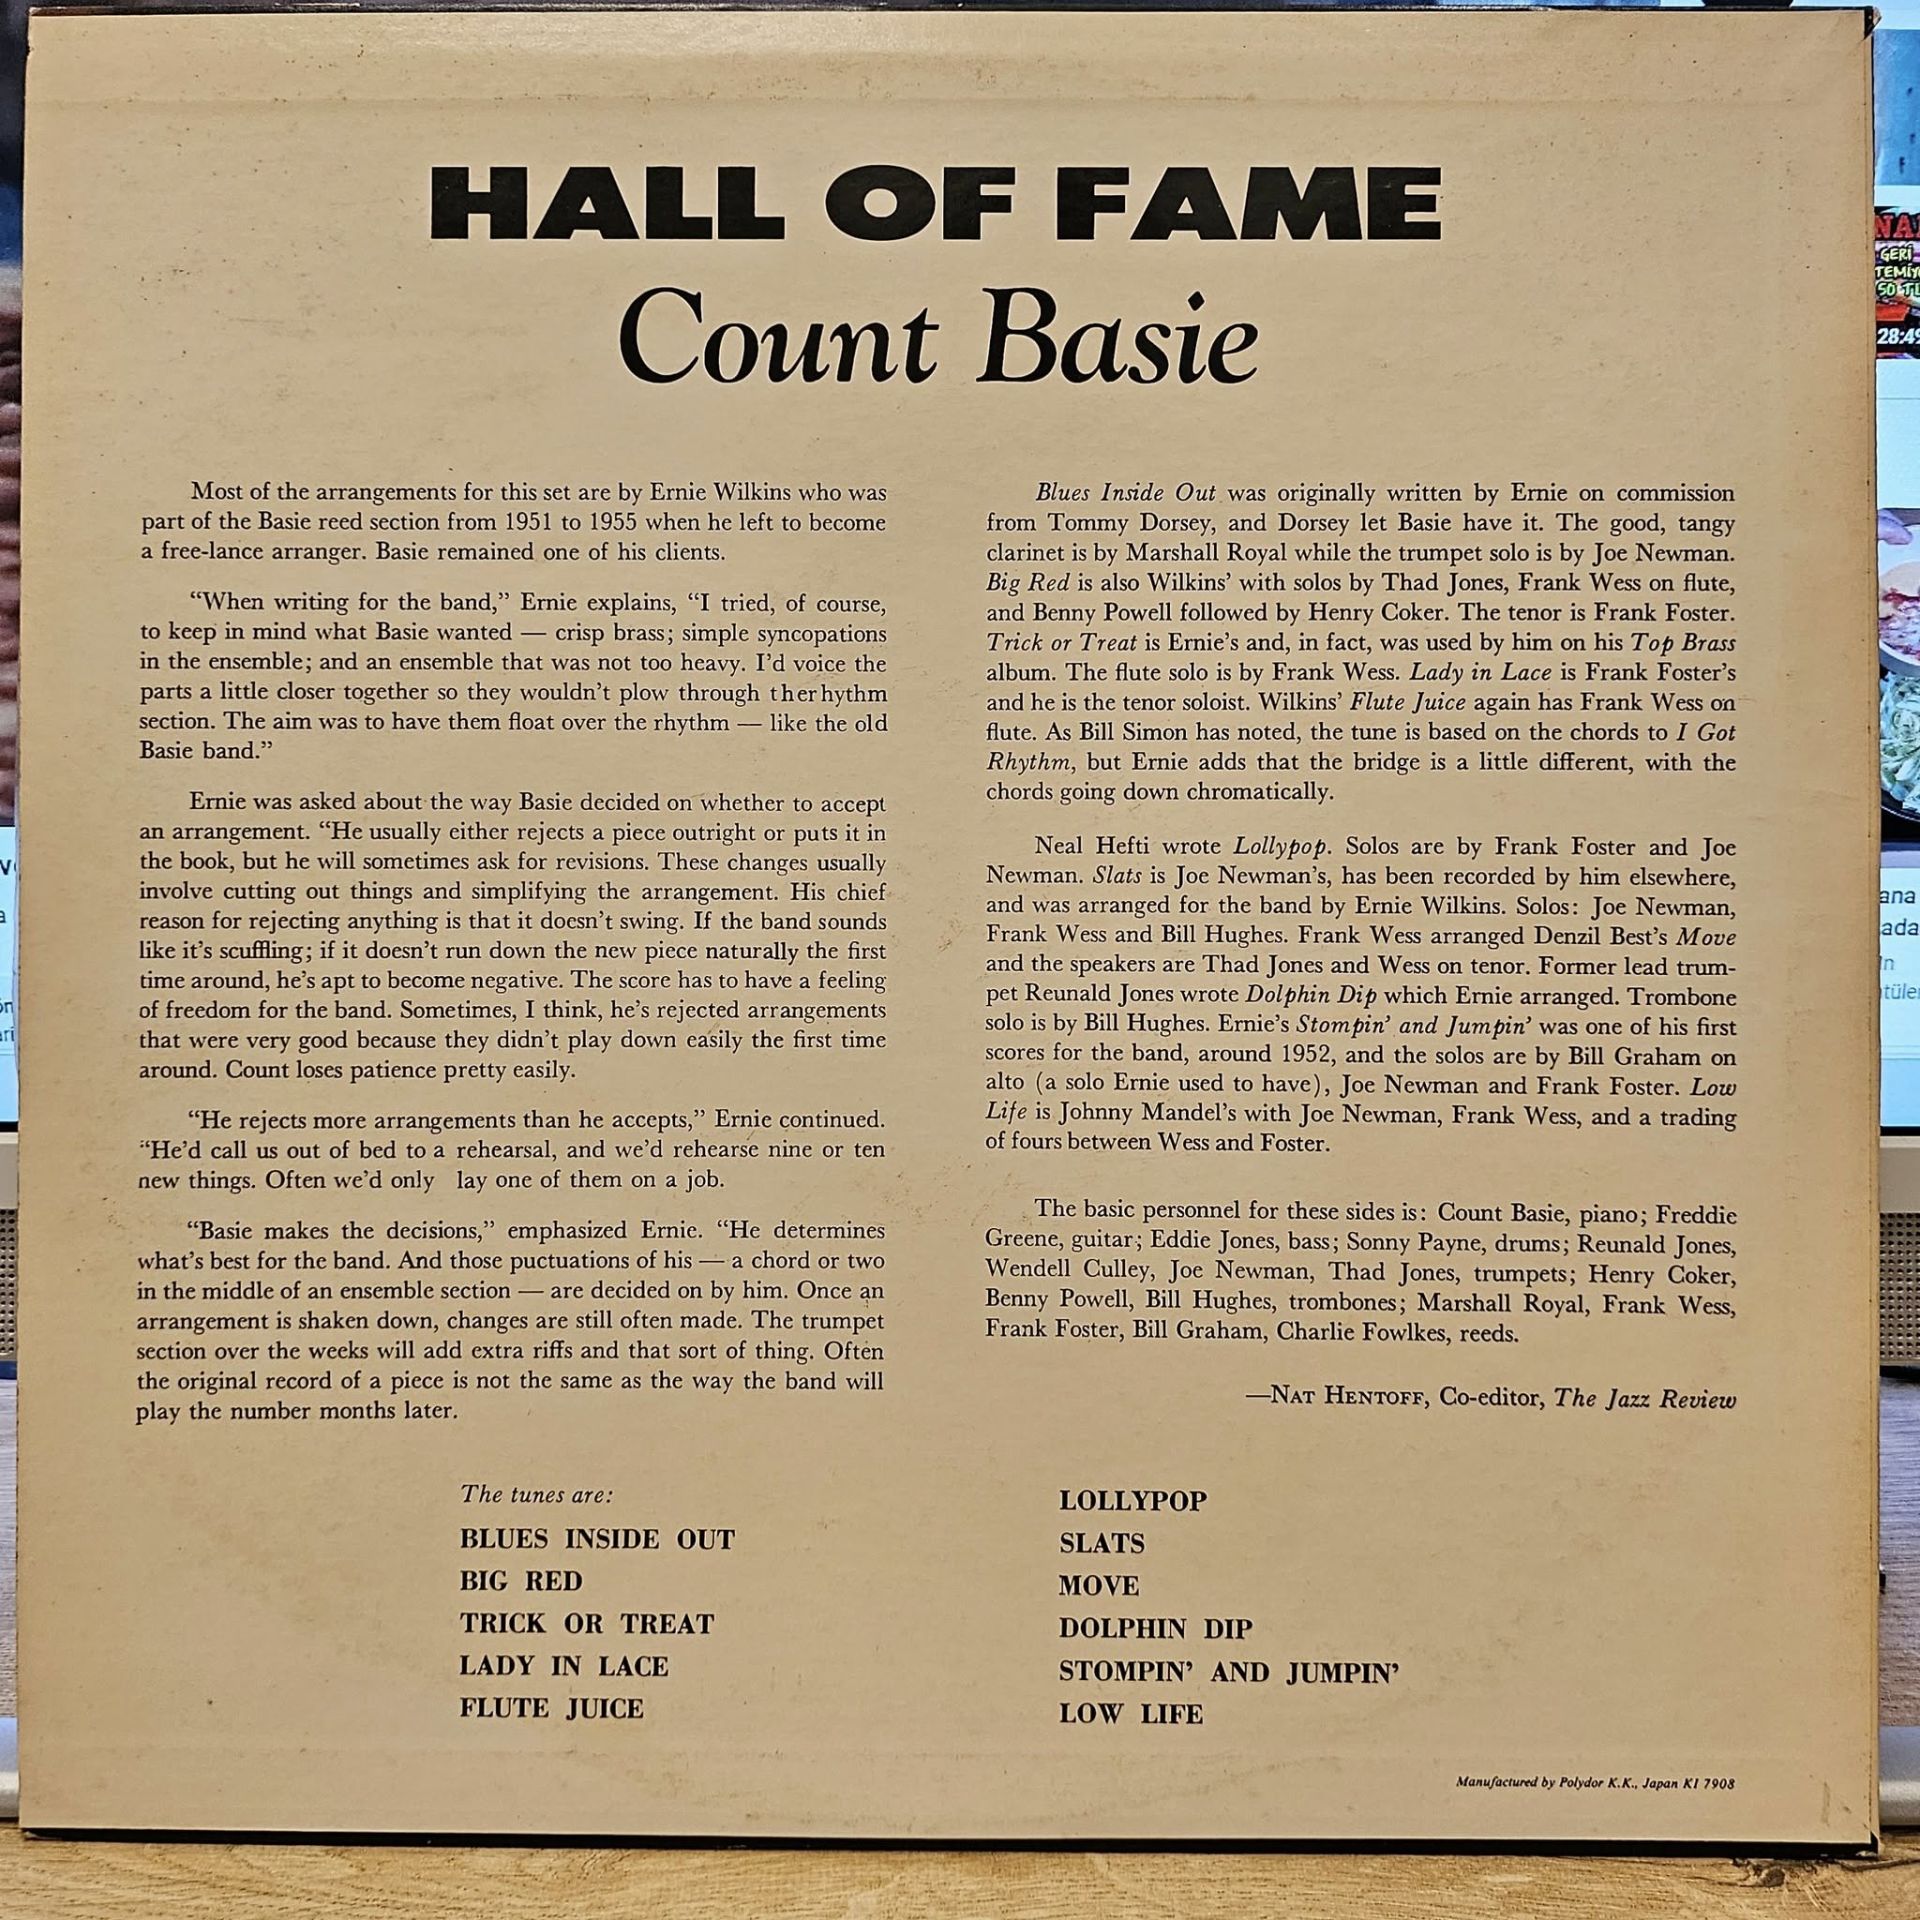 HALL OF FAME
Count Basie
Most of the arrangements for this set are by Ernie Wilkins who was
part of the Basie reed section from 1951 to 1955 when he left to become
a free-lance arranger. Basie remained one of his clients.
“When writing for the band,” Ernie explains, “I tried, of course,
to keep in mind what Basie wanted — crisp brass; simple syncopations
in the ensemble; and an ensemble that was not too heavy. I’d voice the
parts a little closer together so they wouldn’t plow through therhythm
section. The aim was to have them float over the rhythm — like the old
Basie band.”
Ernie was asked about the way Basie decided on whether to accept
an arrangement. “He usually either rejects a piece outright or puts it in
the book, but he will sometimes ask for revisions. These changes usually
involve cutting out things and simplifying the arrangement. His chief
reason for rejecting anything is that it doesn’t swing. If the band sounds
like it’s scuffling; if it doesn’t run down the new piece naturally the first
time around, he’s apt to become negative. The score has to have a feeling
of freedom for the band. Sometimes, I think, he’s rejected arrangements
that were very good because they didn’t play down easily the first time
around. Count loses patience pretty easily.
“He rejects more arrangements than he accepts,” Ernie continued.
“He’d call us out of bed to a rehearsal, and we’d rehearse nine or ten
new things. Often we’d only lay one of them on a job.
“Basie makes the decisions,” emphasized Ernie. “He determines
what’s best for the band. And those puctuations of his — a chord or two
in the middle of an ensemble section — are decided on by him. Once an
arrangement is shaken down, changes are still often made. The trumpet
section over the weeks will add extra riffs and that sort of thing. Often
the original record of a piece is not the same as the way the band will
play the number months later.
Blues Inside Out was originally written by Ernie on commission
from Tommy Dorsey, and Dorsey let Basie have it. The good, tangy
clarinet is by Marshall Royal while the trumpet solo is by Joe Newman.
Big Red is also Wilkins’ with solos by Thad Jones, Frank Wess on flute,
and Benny Powell followed by Henry Coker. The tenor is Frank Foster.
Trick or Treat is Ernie’s and, in fact, was used by him on his Top Brass
album. The flute solo is by Frank Wess. Lady in Lace is Frank Foster’s
and he is the tenor soloist. Wilkins’ Flute Juice again has Frank Wess on
flute. As Bill Simon has noted, the tune is based on the chords to I Got
Rhythm, but Ernie adds that the bridge is a little different, with the
chords going down chromatically.
Neal Hefti wrote Lollypop. Solos are by Frank Foster and Joe
Newman. Slats is Joe Newman’s, has been recorded by him elsewhere,
and was arranged for the band by Ernie Wilkins. Solos: Joe Newman,
Frank Wess and Bill Hughes. Frank Wess arranged Denzil Best’s Move
and the speakers are Thad Jones and Wess on tenor. Former lead trum-
pet Reunald Jones wrote Dolphin Dip which Ernie arranged. Trombone
solo is by Bill Hughes. Ernie’s Stompin’ and Jumpin’ was one of his first
scores for the band, around 1952, and the solos are by Bill Graham on
alto (a solo Ernie used to have), Joe Newman and Frank Foster. Low
Life is Johnny Mandel’s with Joe Newman, Frank Wess, and a trading
of fours between Wess and Foster.
The basic personnel for these sides is: Count Basie, piano; Freddie
Greene, guitar; Eddie Jones, bass; Sonny Payne, drums; Reunald Jones,
Wendell Culley, Joe Newman, Thad Jones, trumpets; Henry Coker,
Benny Powell, Bill Hughes, trombones; Marshall Royal, Frank Wess,
Frank Foster, Bill Graham, Charlie Fowlkes, reeds.
—NAT HENTOFF, Co-editor, The Jazz Review
The tunes are:
BLUES INSIDE OUT
BIG RED
TRICK OR TREAT
LADY IN LACE
FLUTE JUICE
LOLLYPOP
SLATS
MOVE
DOLPHIN DIP
STOMPIN’ AND JUMPIN’
LOW LIFE
Manufactured by Polydor K.K., Japan KI 7908
GERİ